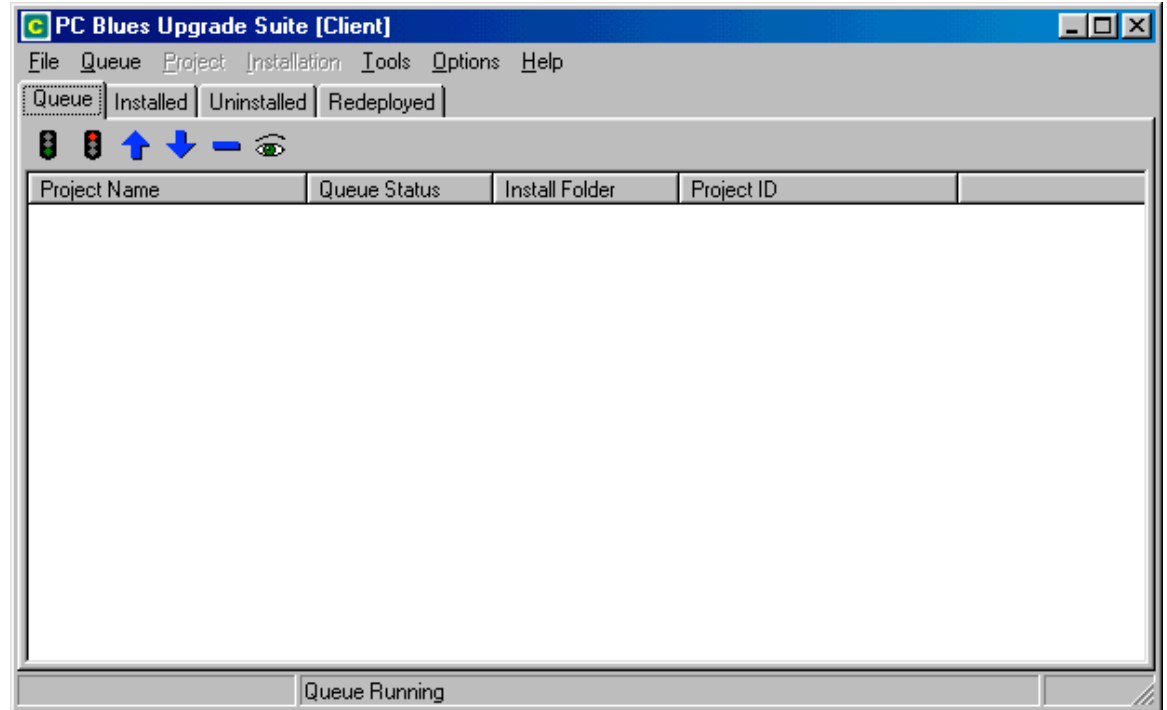 C PC Blues Upgrade Suite [Client]
File Queue Project Installation Tools Options Help
Queue Installed Uninstalled Redeployed
Project Name Queue Status Install Folder Project ID
Queue Running